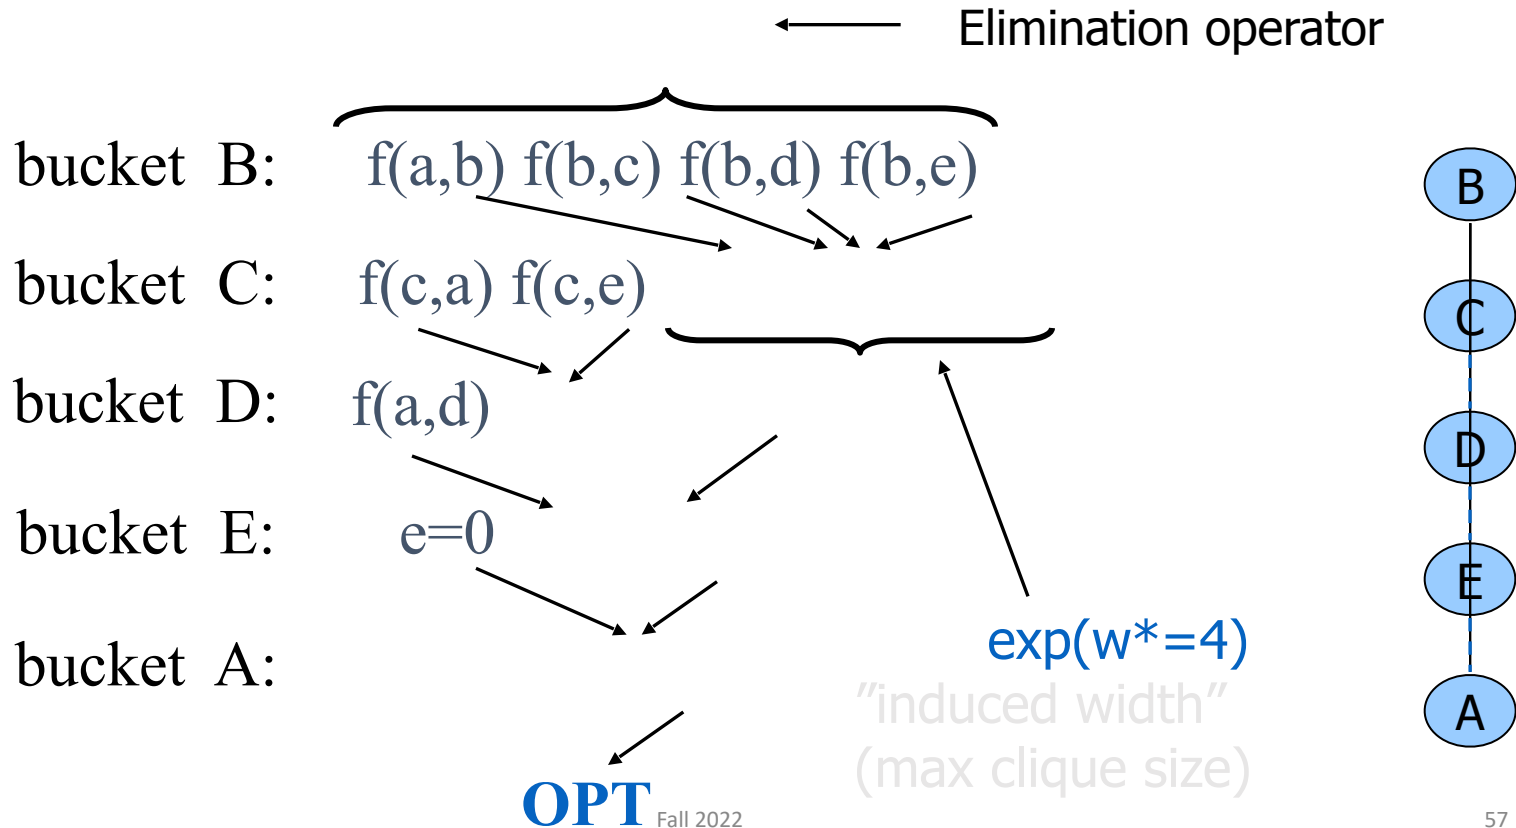 Elimination operator
bucket B: f(a,b) f(b,c) f(b,d) f(b,e)
bucket C: f(c,a) f(c,e)
bucket D: f(a,d)
bucket E: e=0
bucket A:
exp(w*=4)
”induced width”
(max clique size)
OPT
B
C
D
E
A
Fall 2022
57